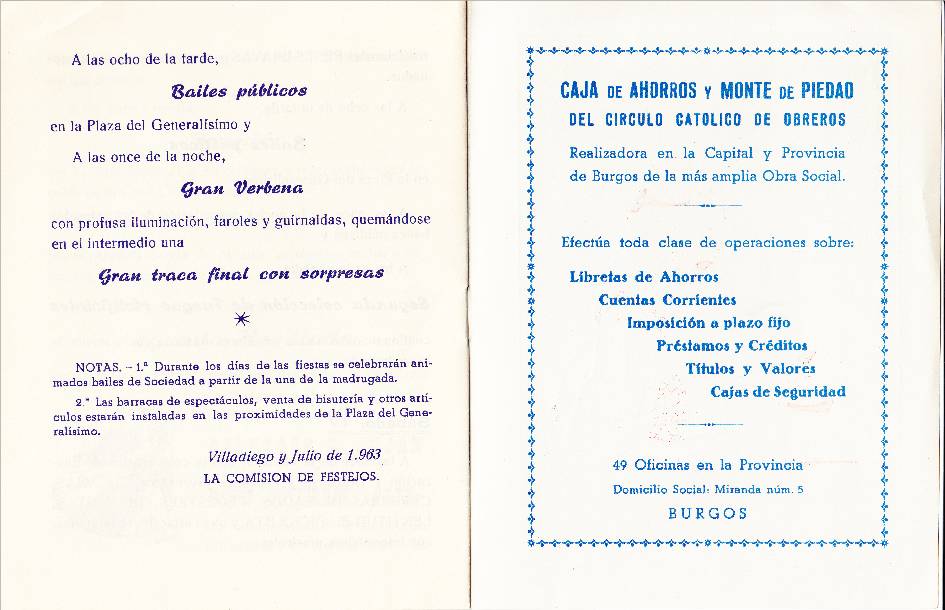 A las ocho de la tarde,
Bailes públicos
en la Plaza del Generalísimo y
A las once de la noche,
Gran Verbena
con profusa iluminación, faroles y guirnaldas, quemándose
en el intermedio una
Gran traca final con sorpresas
NOTAS. – 1.ª Durante los días de las fiestas se celebrarán ani-
mados bailes de Sociedad a partir de la una de la madrugada.
2.ª Las barracas de espectáculos, venta de bisutería y otros artí-
culos estarán instaladas en las proximidades de la Plaza del Gene-
ralísimo.
Villadiego y Julio de 1.963
LA COMISION DE FESTEJOS.
CAJA DE AHORROS Y MONTE DE PIEDAD
DEL CIRCULO CATOLICO DE OBREROS
Realizadora en la Capital y Provincia
de Burgos de la más amplia Obra Social.
Efectúa toda clase de operaciones sobre:
Libretas de Ahorros
Cuentas Corrientes
Imposición a plazo fijo
Préstamos y Créditos
Títulos y Valores
Cajas de Seguridad
49 Oficinas en la Provincia
Domicilio Social: Miranda núm. 5
BURGOS